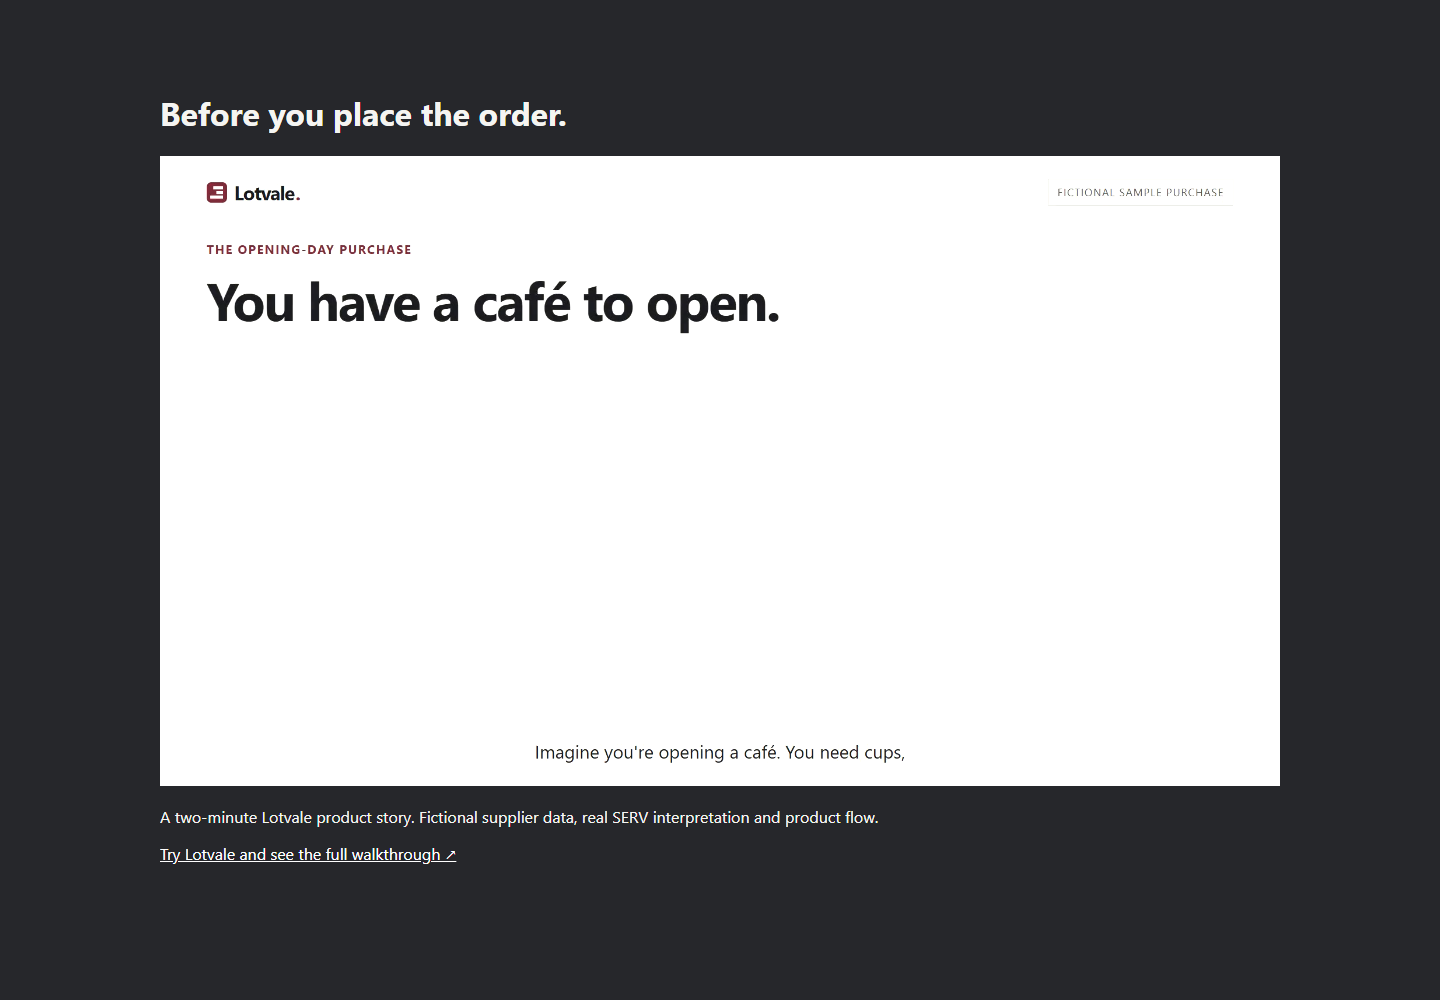 Before you place the order.
Lotvale.
FICTIONAL SAMPLE PURCHASE
THE OPENING-DAY PURCHASE
You have a café to open.
Imagine you're opening a café. You need cups,
A two-minute Lotvale product story. Fictional supplier data, real SERV interpretation and product flow.
Try Lotvale and see the full walkthrough ↗